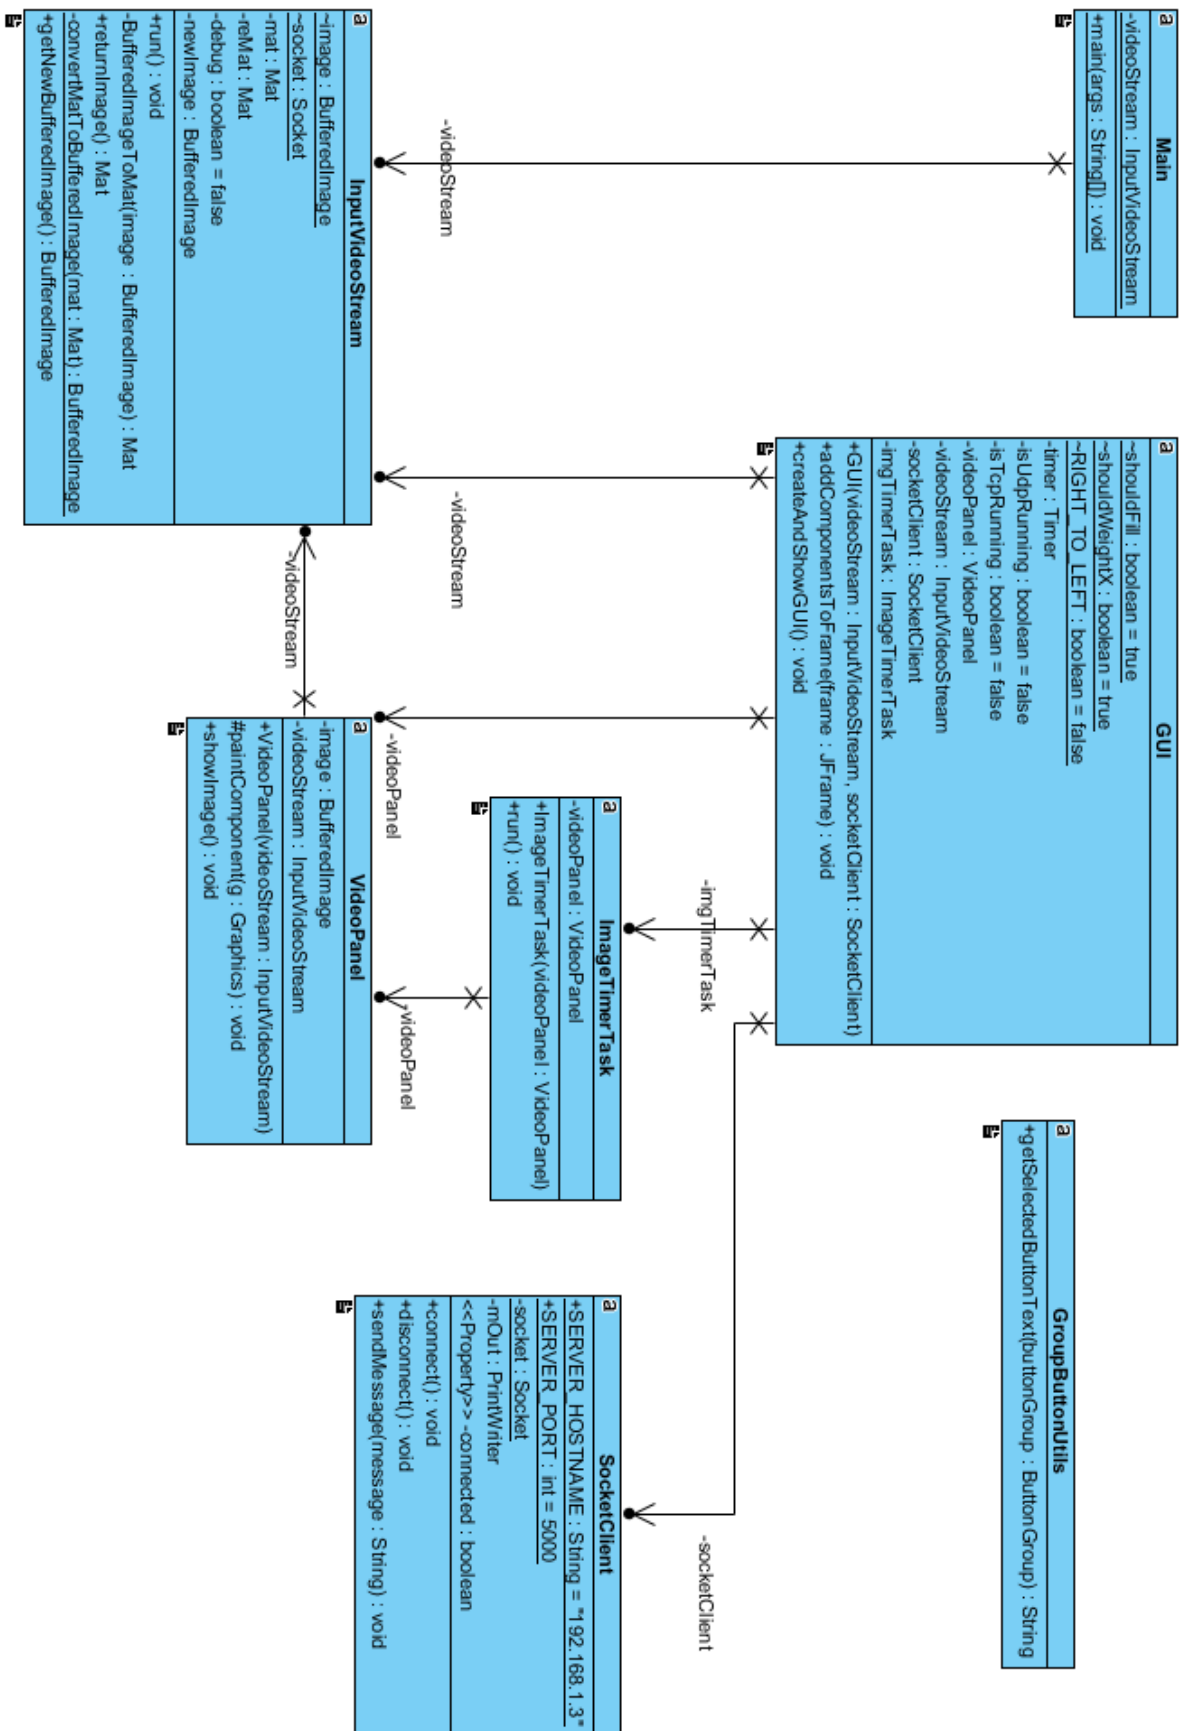 a
Main
-videoStream : InputVideoStream
+main(args : String[]) : void
a
GUI
~shouldFill : boolean = true
~shouldWeightX : boolean = true
~RIGHT_TO_LEFT : boolean = false
-timer : Timer
-isUdpRunning : boolean = false
-isTcpRunning : boolean = false
-videoPanel : VideoPanel
-videoStream : InputVideoStream
-socketClient : SocketClient
-imgTimerTask : ImageTimerTask
+GUI(videoStream : InputVideoStream, socketClient : SocketClient)
+addComponentsToFrame(frame : JFrame) : void
+createAndShowGUI() : void
a
GroupButtonUtils
+getSelectedButtonText(buttonGroup : ButtonGroup) : String
-videoStream
-videoStream
-videoPanel
-imgTimerTask
-socketClient
a
ImageTimerTask
-videoPanel : VideoPanel
+ImageTimerTask(videoPanel : VideoPanel)
+run() : void
a
SocketClient
+SERVER_HOSTNAME : String = "192.168.1.3"
+SERVER_PORT : int = 5000
-socket : Socket
-mOut : PrintWriter
<<Property>> -connected : boolean
+connect() : void
+disconnect() : void
+sendMessage(message : String) : void
-videoPanel
a
InputVideoStream
~image : BufferedImage
~socket : Socket
-mat : Mat
-reMat : Mat
-debug : boolean = false
-newImage : BufferedImage
+run() : void
-BufferedImageToMat(image : BufferedImage) : Mat
+returnImage() : Mat
-convertMatToBufferedImage(mat : Mat) : BufferedImage
+getNewBufferedImage() : BufferedImage
-videoStream
a
VideoPanel
-image : BufferedImage
-videoStream : InputVideoStream
+VideoPanel(videoStream : InputVideoStream)
#paintComponent(g : Graphics) : void
+showImage() : void